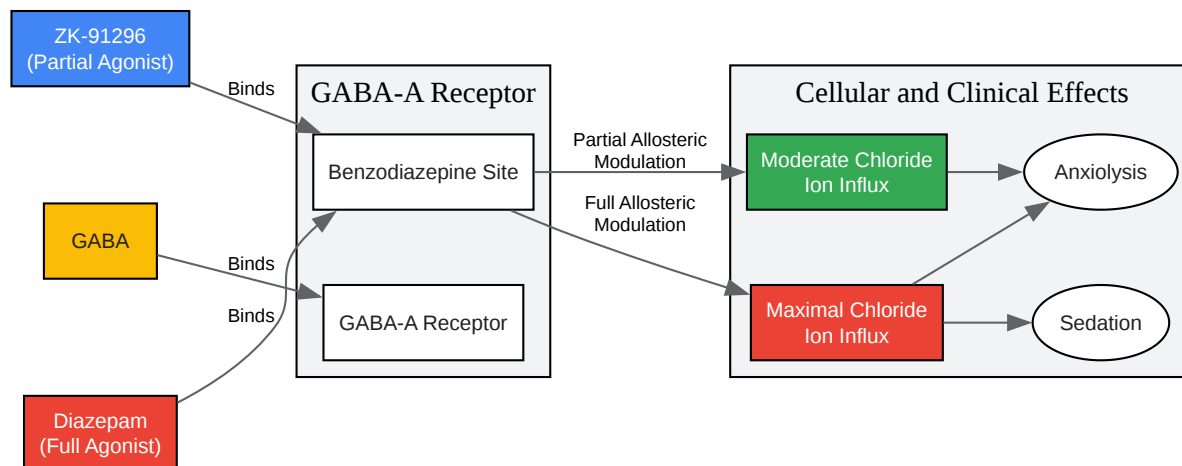 ZK-91296
(Partial Agonist)
Binds
GABA
Binds
Binds
Diazepam
(Full Agonist)
GABA-A Receptor
Benzodiazepine Site
GABA-A Receptor
Partial Allosteric
Modulation
Full Allosteric
Modulation
Cellular and Clinical Effects
Moderate Chloride
Ion Influx
Anxiolysis
Maximal Chloride
Ion Influx
Sedation